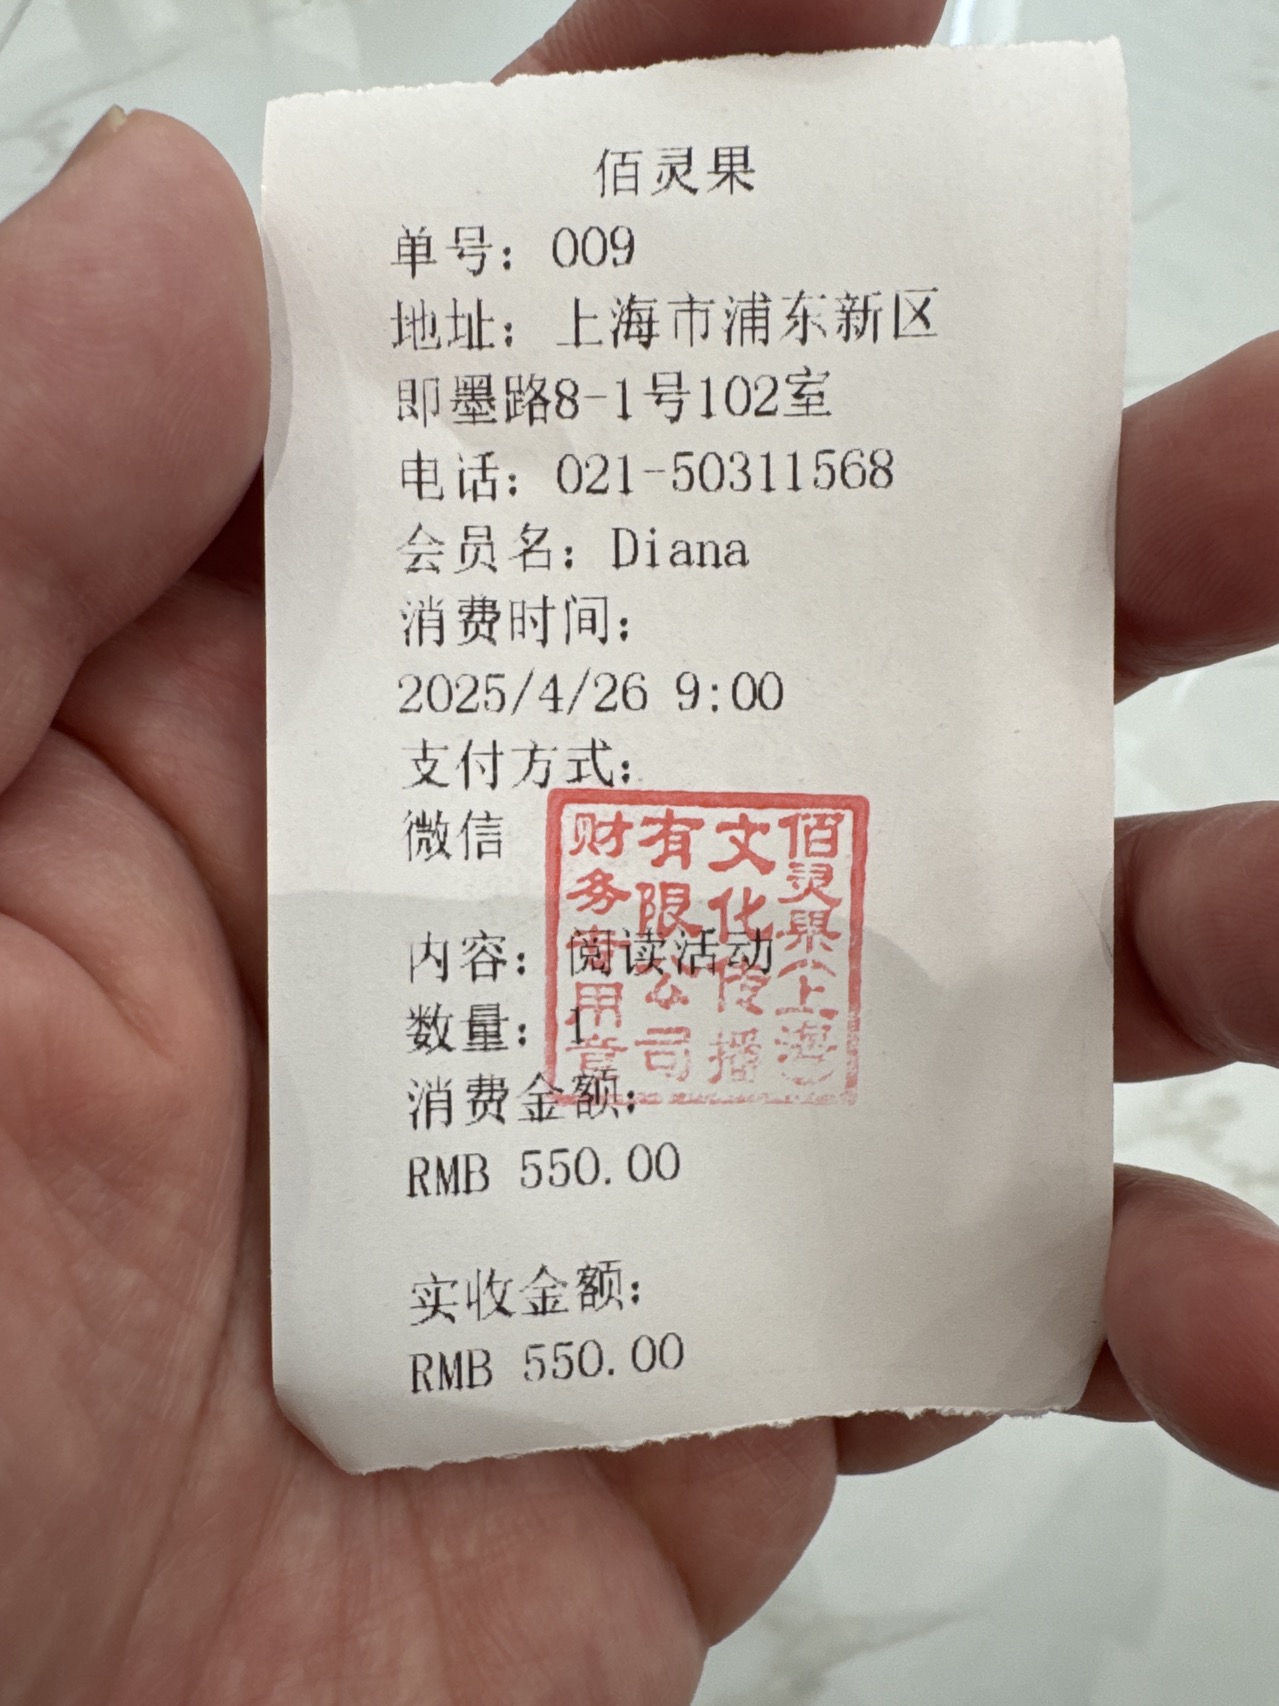 佰灵果
单号：009
地址：上海市浦东新区
即墨路8-1号102室
电话：021-50311568
会员名：Diana
消费时间：
2025/4/26 9:00
支付方式：
微信
内容：阅读活动
数量：1
消费金额：
RMB 550.00
实收金额：
RMB 550.00
佰灵果（上海
文化传播
有限公司
财务专用章